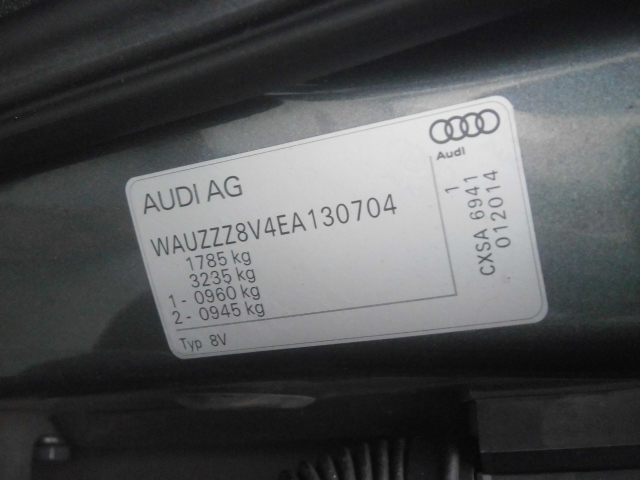 AUDI AG
WAUZZZ8V4EA130704
1785 kg
3235 kg
1 - 0960 kg
2 - 0945 kg
Typ 8V
Audi
1
CXSA 6941
012014